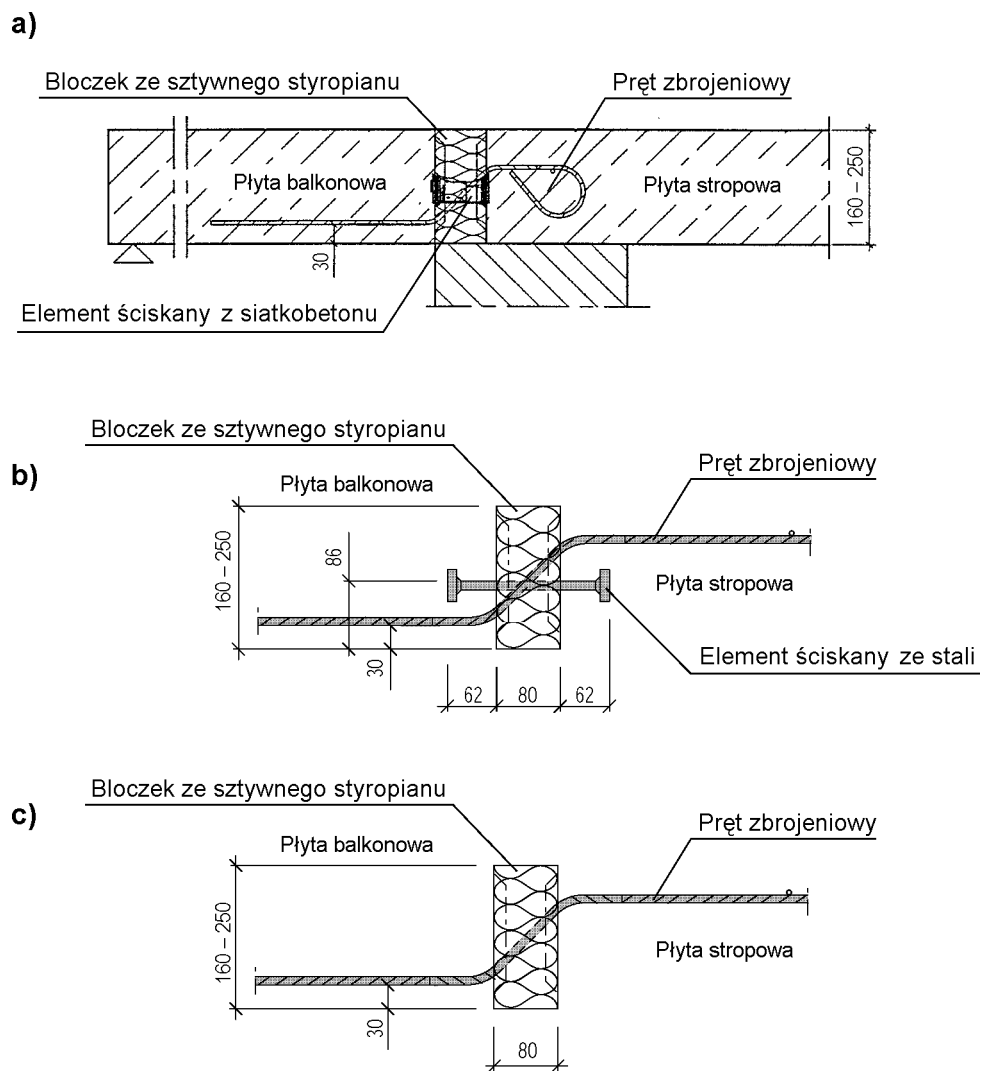 a)
Bloczek ze sztywnego styropianu
Pręt zbrojeniowy
Płyta balkonowa
Płyta stropowa
160 – 250
30
Element ściskany z siatkobetonu
Bloczek ze sztywnego styropianu
b)
Płyta balkonowa
Pręt zbrojeniowy
160 – 250
86
Płyta stropowa
30
Element ściskany ze stali
62
80
62
Bloczek ze sztywnego styropianu
c)
Płyta balkonowa
Pręt zbrojeniowy
160 – 250
Płyta stropowa
30
80